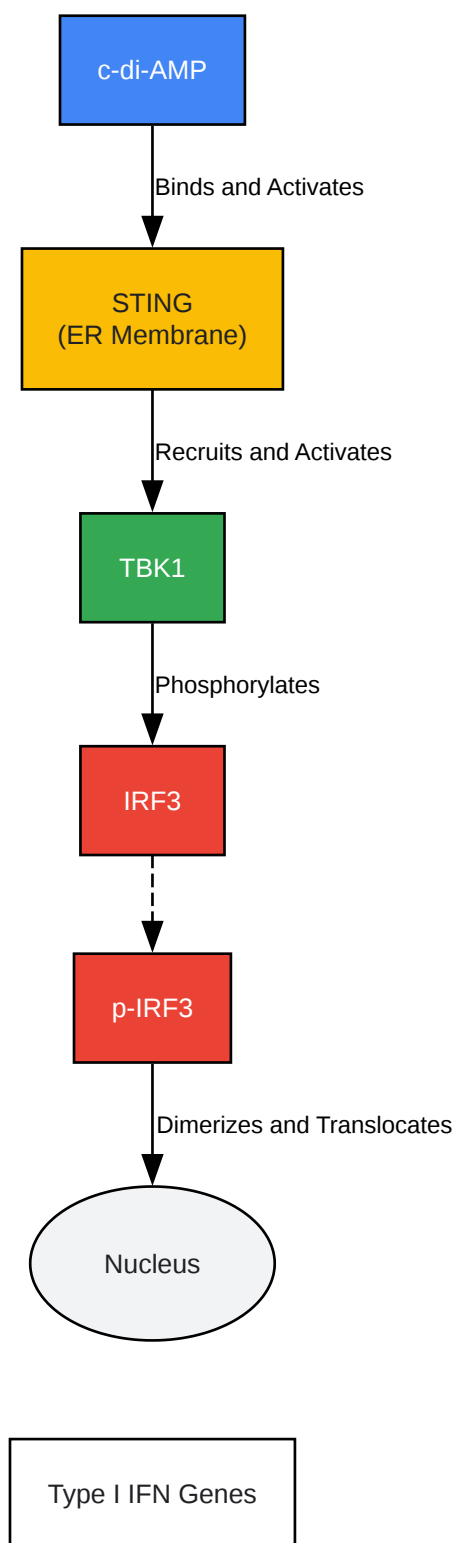 c-di-AMP
Binds and Activates
STING
(ER Membrane)
Recruits and Activates
TBK1
Phosphorylates
IRF3
p-IRF3
Dimerizes and Translocates
Nucleus
Type I IFN Genes